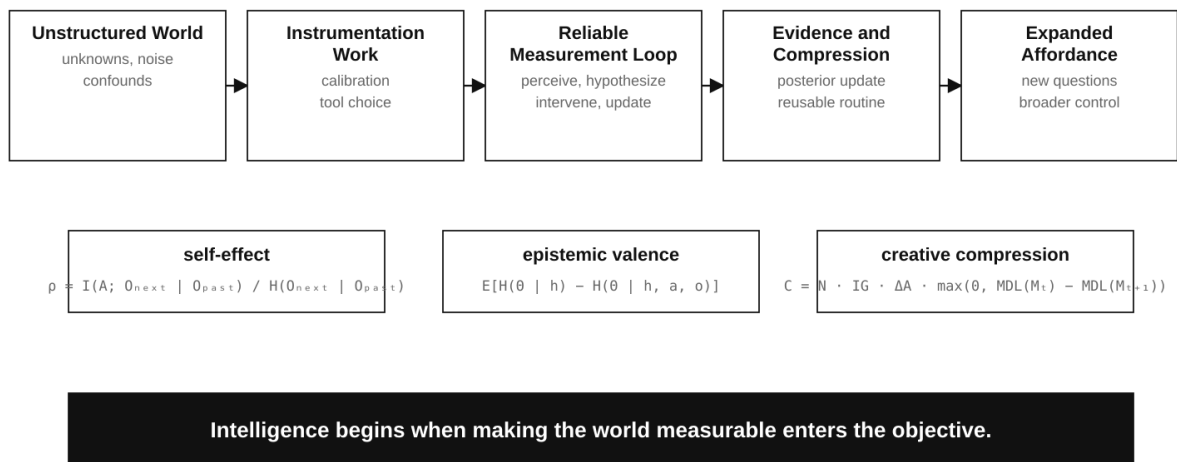 Unstructured World
unknowns, noise
confounds
Instrumentation
Work
calibration
tool choice
Reliable
Measurement Loop
perceive, hypothesize
intervene, update
Evidence and
Compression
posterior update
reusable routine
Expanded
Affordance
new questions
broader control
self-effect
ρ = I(A; Oₙₑₓₜ | Oₚₐₛₜ) / H(Oₙₑₓₜ | Oₚₐₛₜ)
epistemic valence
E[H(Θ | h) − H(Θ | h, a, o)]
creative compression
C = N · IG · ΔA · max(0, MDL(Mₜ) − MDL(Mₜ₊₁))
Intelligence begins when making the world measurable enters the objective.